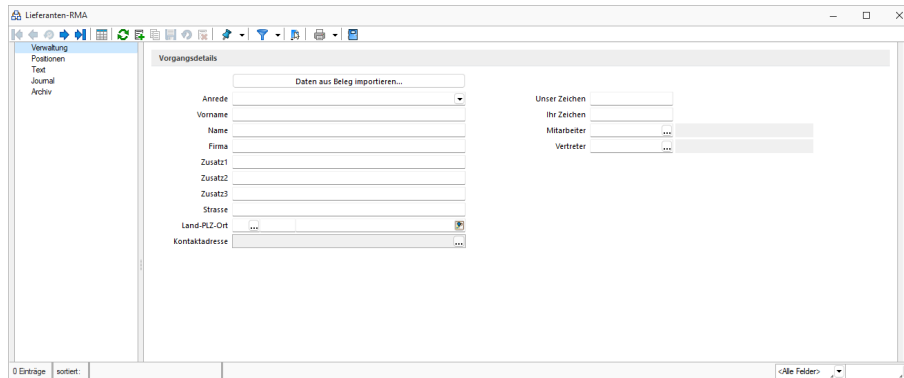 Lieferanten-RMA
Verwaltung
Positionen
Text
Journal
Archiv
Vorgangsdetails
Daten aus Beleg importieren...
Anrede
Vorname
Name
Firma
Zusatz1
Zusatz2
Zusatz3
Strasse
Land-PLZ-Ort ...
Kontaktadresse ...
Unser Zeichen
Ihr Zeichen
Mitarbeiter ...
Vertreter ...
0 Einträge sortiert: <Alle Felder>